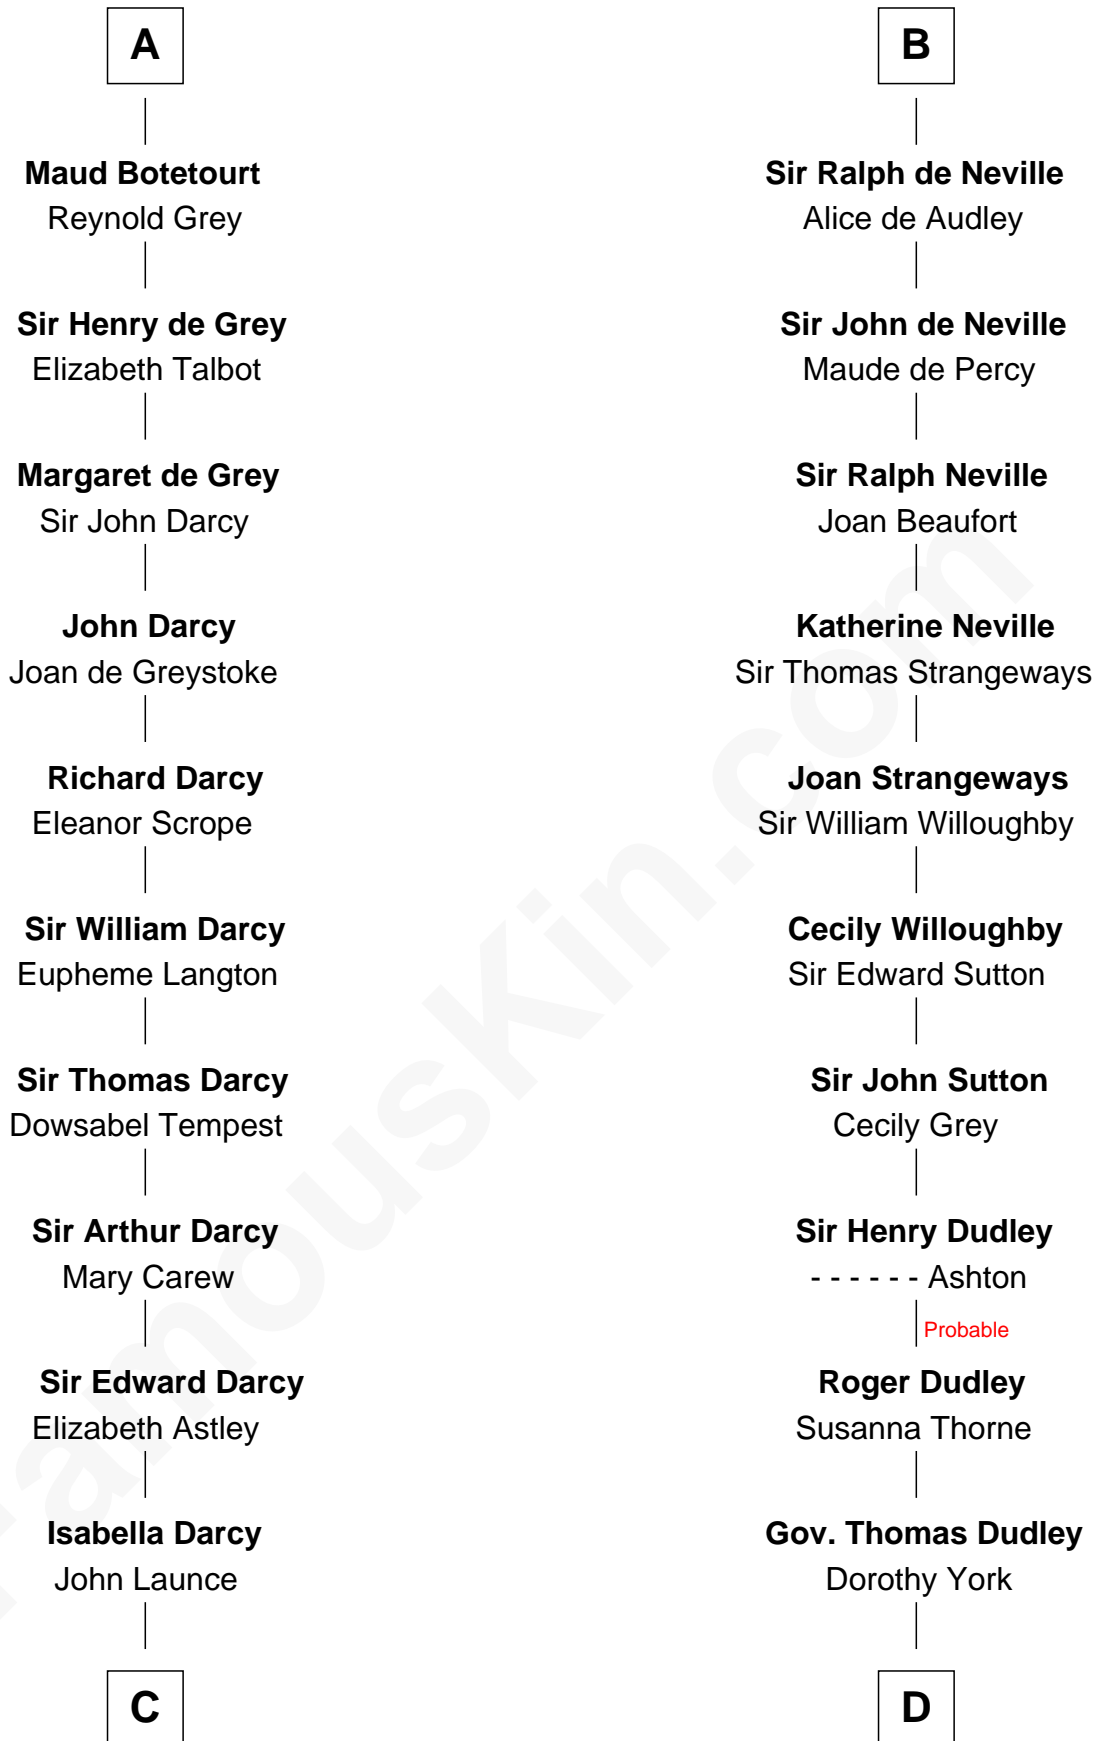 A
Maud Botetourt
Reynold Grey
Sir Henry de Grey
Elizabeth Talbot
Margaret de Grey
Sir John Darcy
John Darcy
Joan de Greystoke
Richard Darcy
Eleanor Scrope
Sir William Darcy
Eupheme Langton
Sir Thomas Darcy
Dowsabel Tempest
Sir Arthur Darcy
Mary Carew
Sir Edward Darcy
Elizabeth Astley
Isabella Darcy
John Launce
C
B
Sir Ralph de Neville
Alice de Audley
Sir John de Neville
Maude de Percy
Sir Ralph Neville
Joan Beaufort
Katherine Neville
Sir Thomas Strangeways
Joan Strangeways
Sir William Willoughby
Cecily Willoughby
Sir Edward Sutton
Sir John Sutton
Cecily Grey
Sir Henry Dudley
- - - - - - Ashton
Probable
Roger Dudley
Susanna Thorne
Gov. Thomas Dudley
Dorothy York
D
FamousKin.com